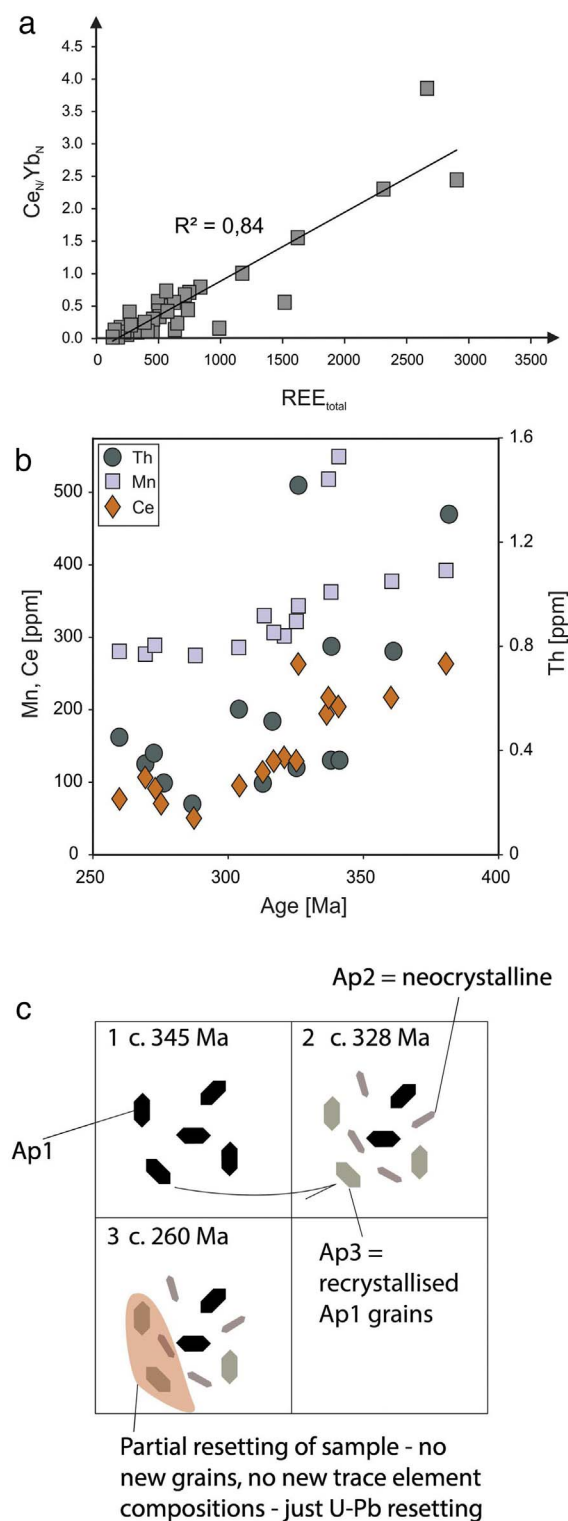 a
4.5
4.0
3.5
3.0
2.5
2.0
1.5
1.0
0.5
0.0
CeN/YbN
R² = 0,84
0 500 1000 1500 2000 2500 3000 3500
REEtotal
b
Th
Mn
Ce
500
400
300
200
100
0
Mn, Ce [ppm]
1.6
1.2
0.8
0.4
0
Th [ppm]
250 300 350 400
Age [Ma]
c
Ap2 = neocrystalline
1 c. 345 Ma
2 c. 328 Ma
Ap1
3 c. 260 Ma
Ap3 =
recrystallised
Ap1 grains
Partial resetting of sample - no
new grains, no new trace element
compositions - just U-Pb resetting